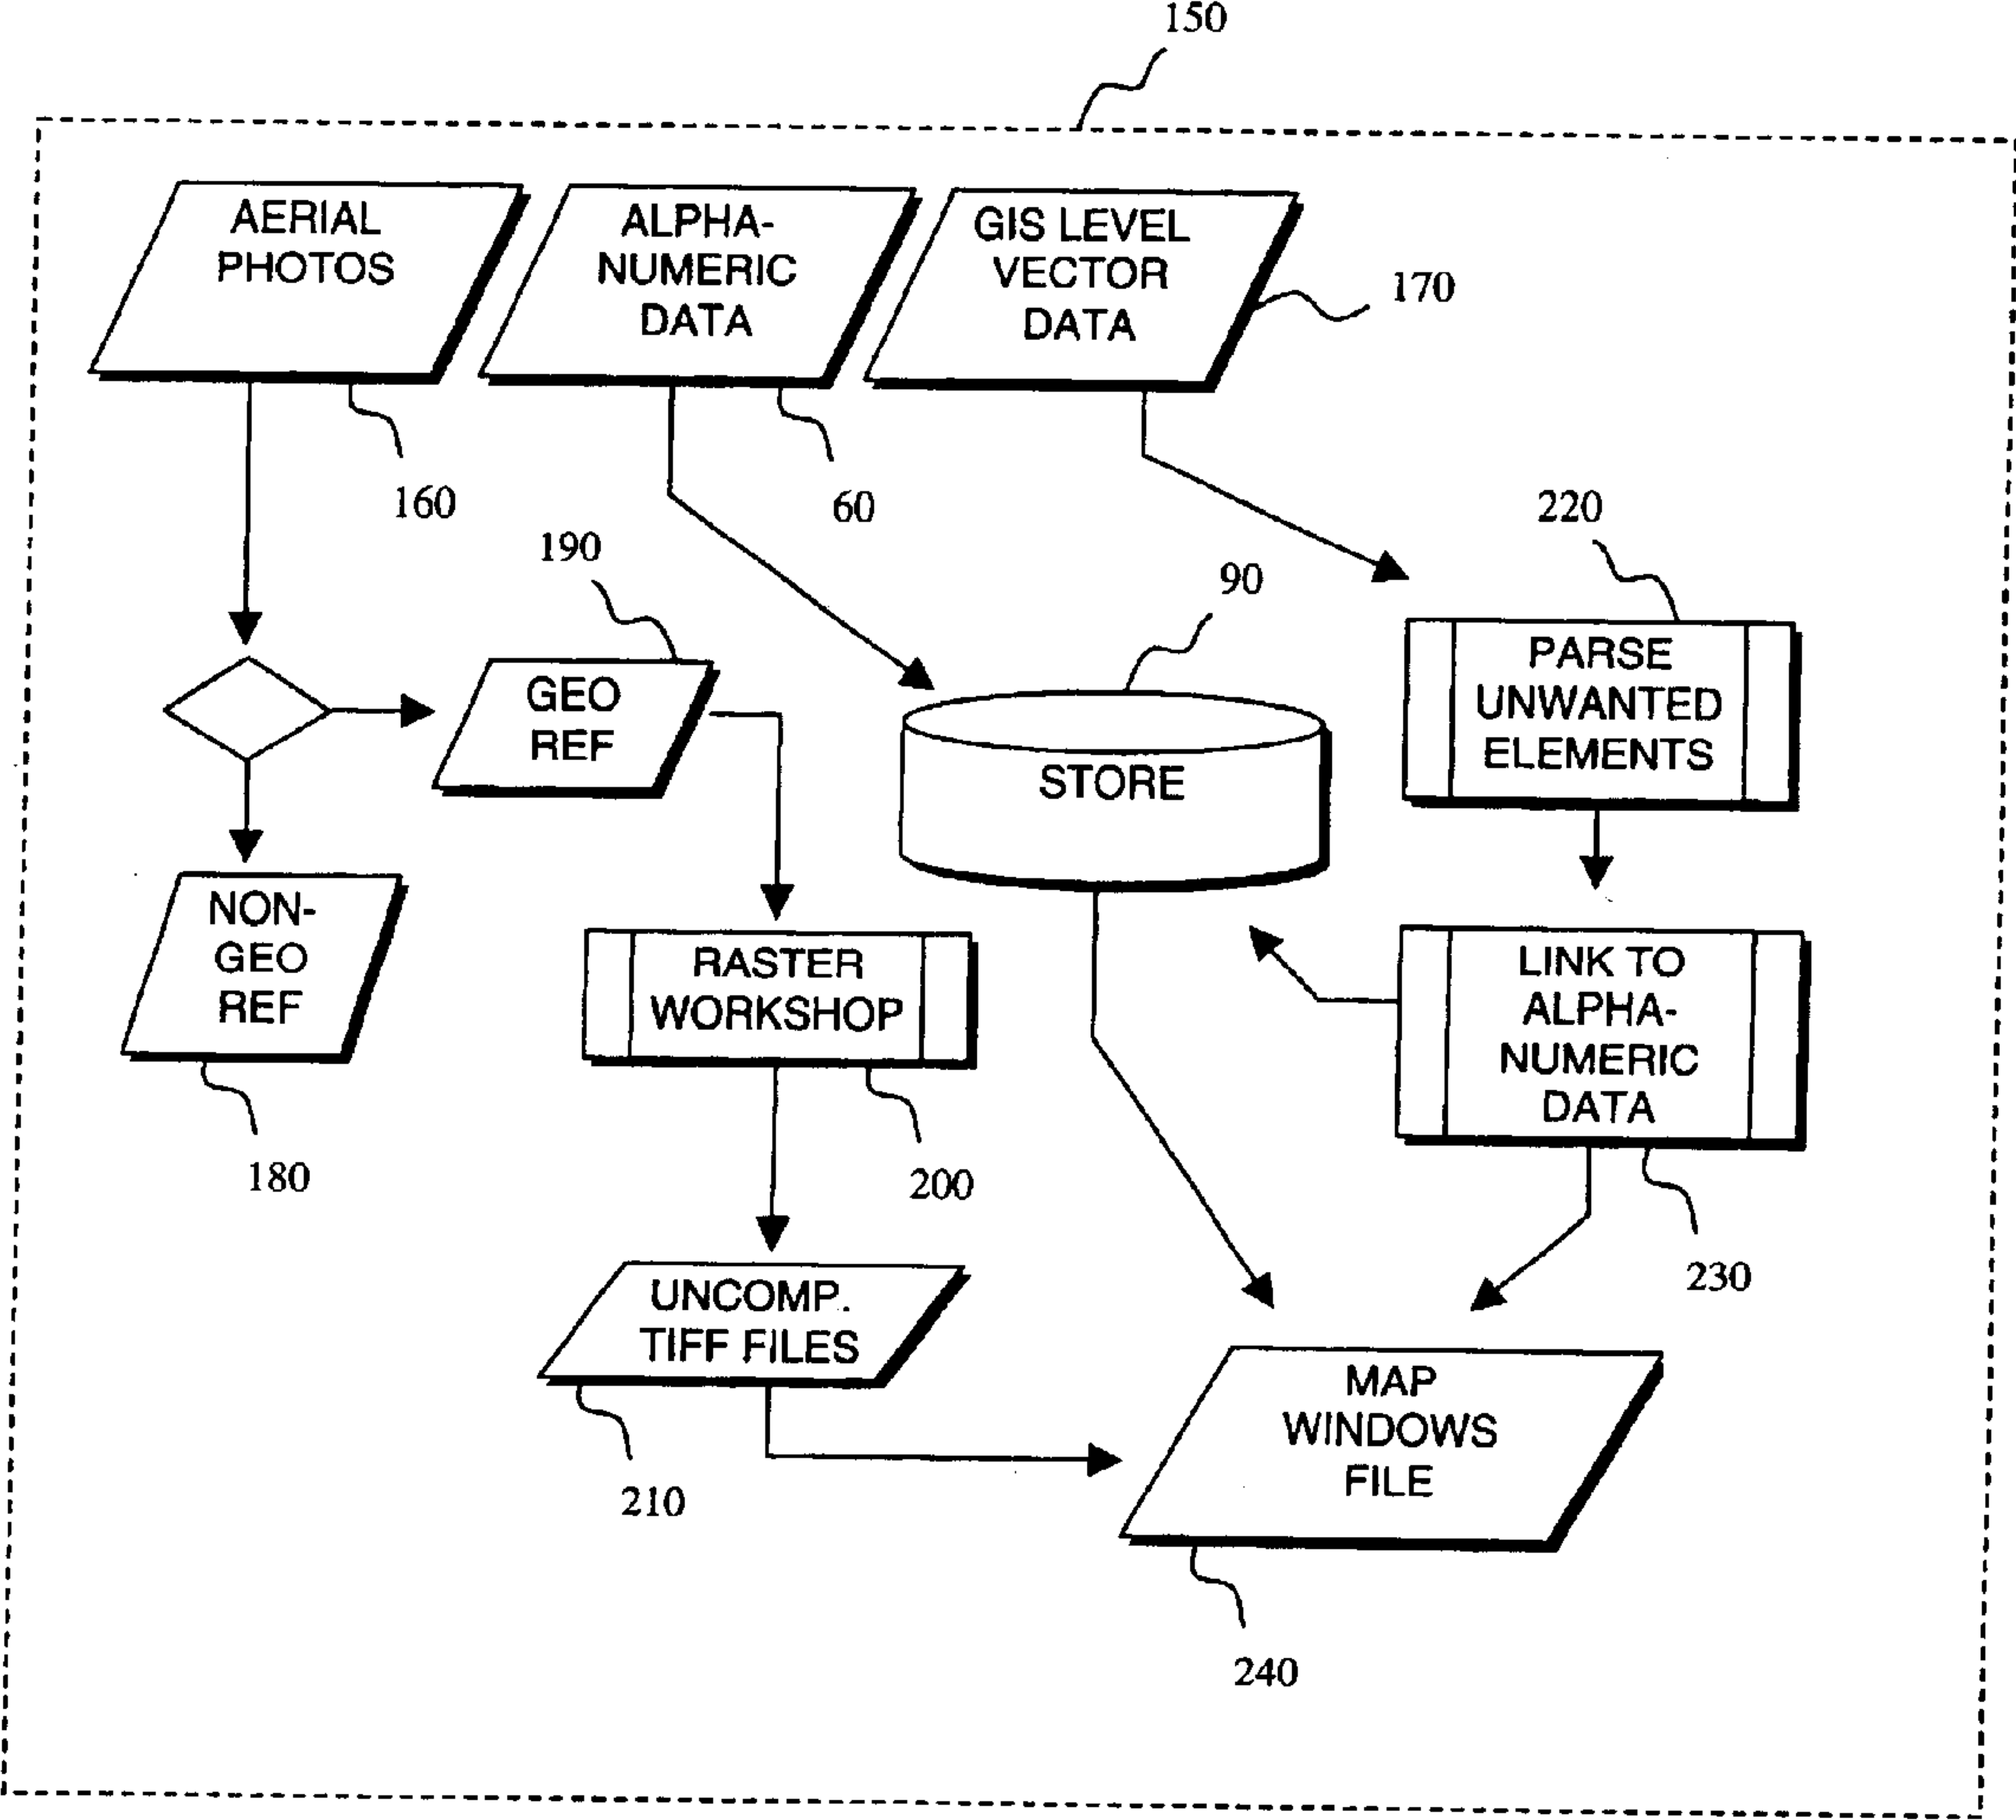 150
AERIAL
PHOTOS
ALPHA-
NUMERIC
DATA
GIS LEVEL
VECTOR
DATA
170
160
60
220
190
90
GEO
REF
STORE
PARSE
UNWANTED
ELEMENTS
NON-
GEO
REF
RASTER
WORKSHOP
LINK TO
ALPHA-
NUMERIC
DATA
180
200
230
UNCOMP.
TIFF FILES
MAP
WINDOWS
FILE
210
240